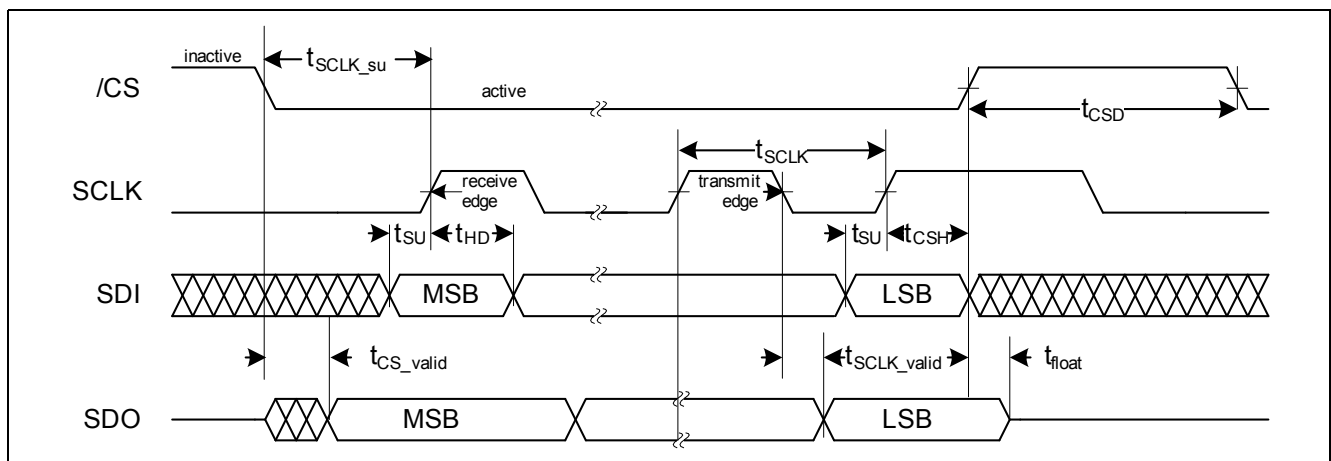 inactive
tSCLK_su
/CS
active
tCSD
tSCLK
SCLK
receive
edge
transmit
edge
tSU
tHD
tSU
tCSH
SDI
MSB
LSB
tCS_valid
tSCLK_valid
tfloat
SDO
MSB
LSB